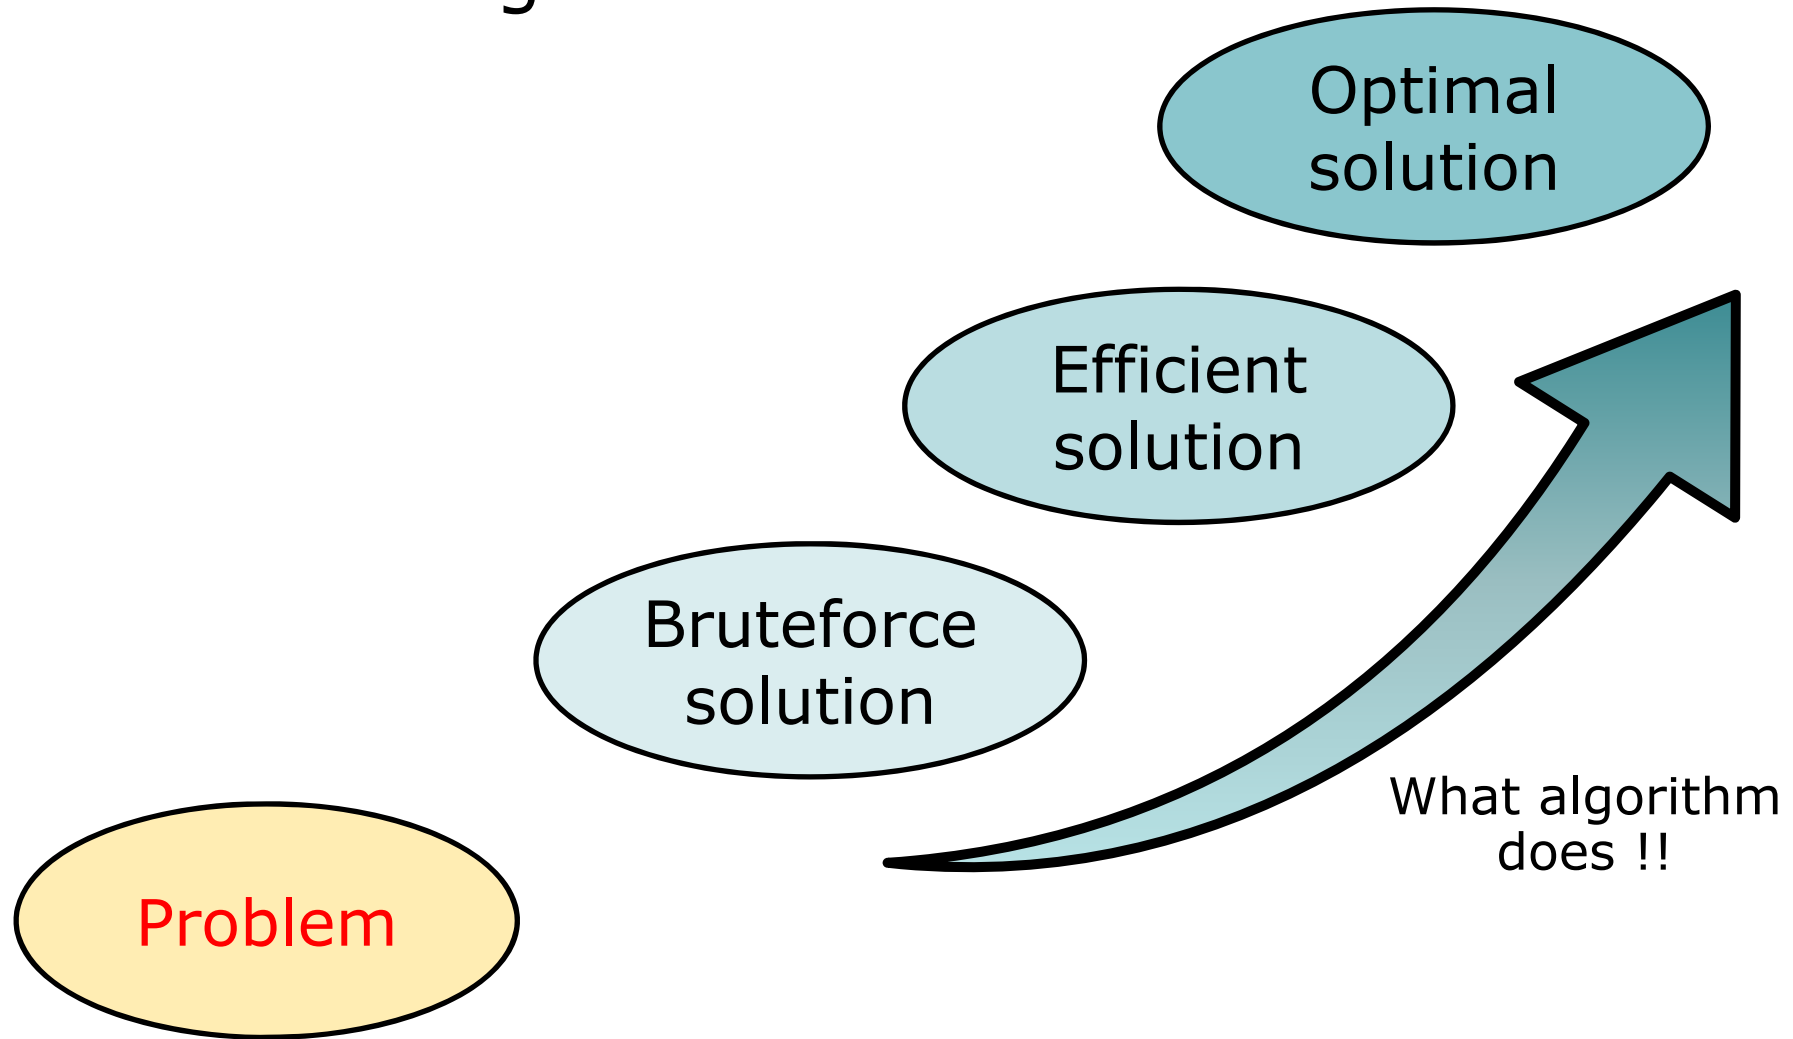 Optimal
solution
Efficient
solution
Bruteforce
solution
What algorithm
does !!
Problem